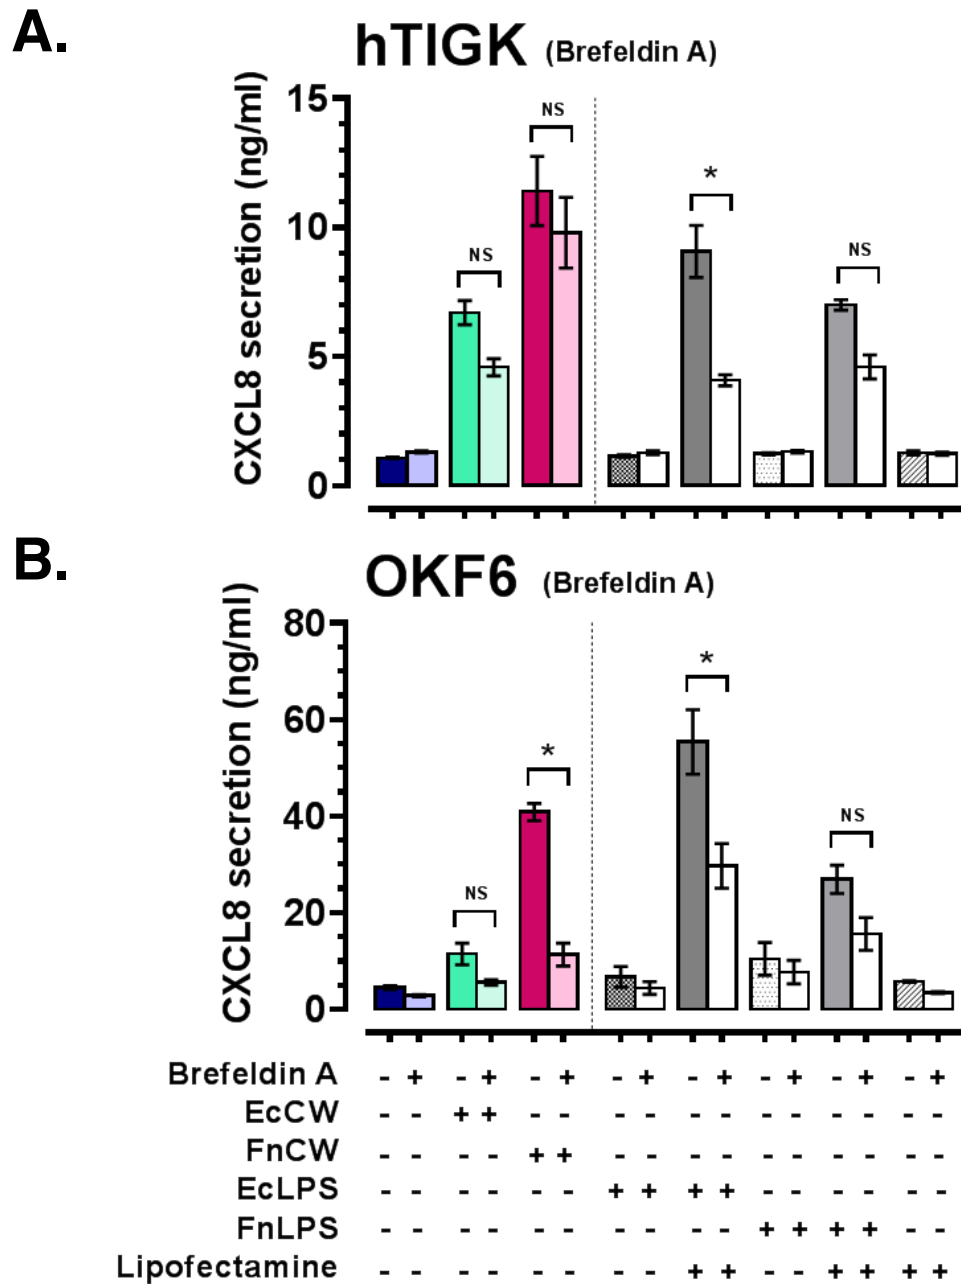 A.
hTIGK (Brefeldin A)
CXCL8 secretion (ng/ml)
15
10
5
0
NS
NS
*
NS
B.
OKF6 (Brefeldin A)
CXCL8 secretion (ng/ml)
80
60
40
20
0
NS
*
*
NS
Brefeldin A - + - + - + - + - + - + - + - +
EcCW - - + + - - - - - - - - - - - -
FnCW - - - - + + - - - - - - - - - -
EcLPS - - - - - - + + + + - - - - - -
FnLPS - - - - - - - - - - + + + + - -
Lipofectamine - - - - - - - - + + - - + + + +